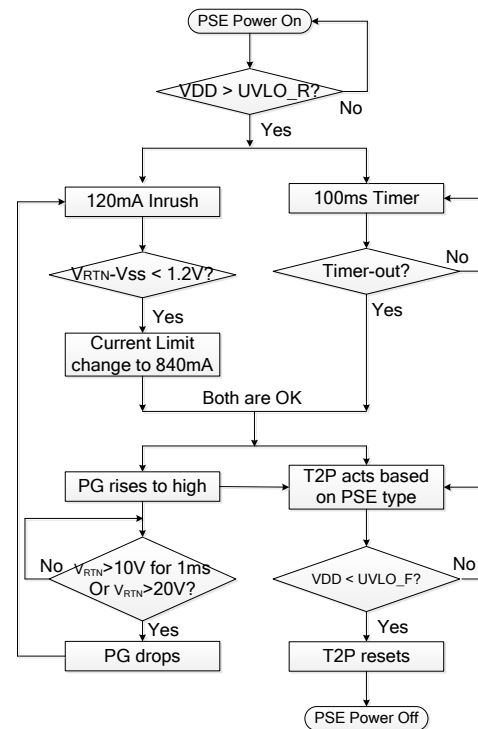 PSE Power On
VDD > UVLO_R?
No
Yes
120mA Inrush
100ms Timer
VRTN-Vss < 1.2V?
Timer-out?
No
Yes
Yes
Current Limit
change to 840mA
Both are OK
PG rises to high
T2P acts based
on PSE type
No
VRTN>10V for 1ms
Or VRTN>20V?
VDD < UVLO_F?
No
Yes
Yes
PG drops
T2P resets
PSE Power Off